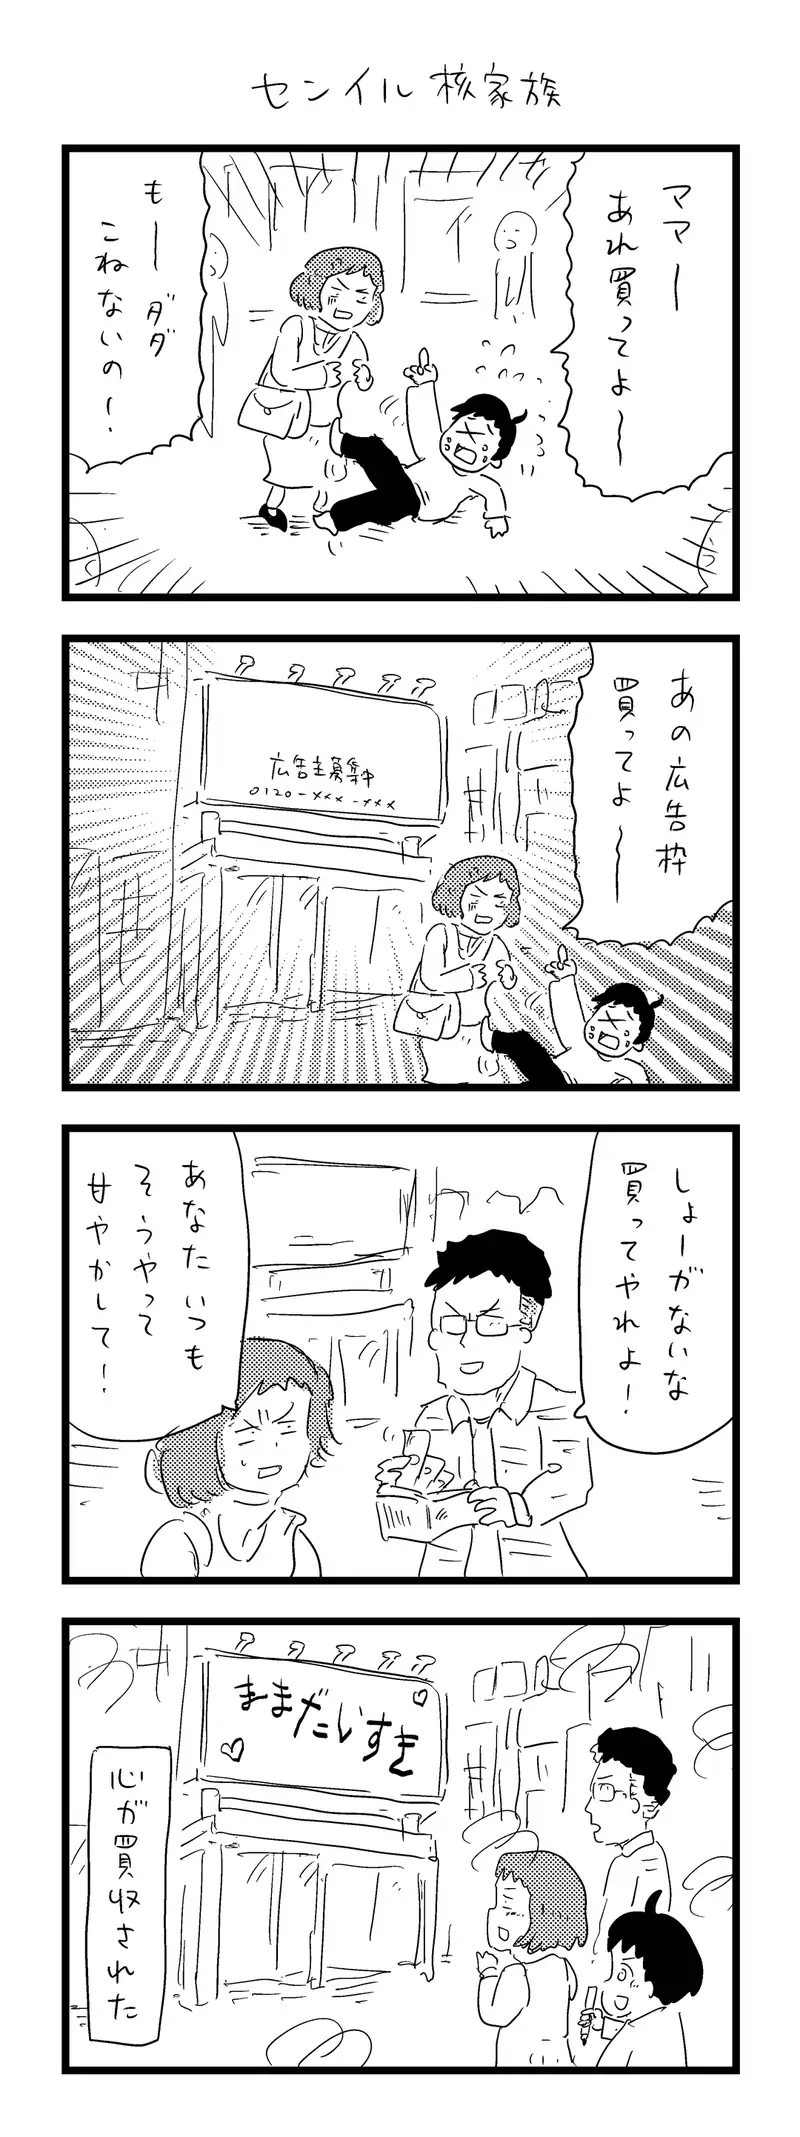 センイル核家族
ママー
あれ買ってよ〜
もーダダ
こねないの！
あの広告枠
買ってよ〜
広告主募集中
0120-×××-×××
しょーがないな
買ってやれよ！
あなたいつも
そうやって
甘やかして！
ままだいすき
心が買収された